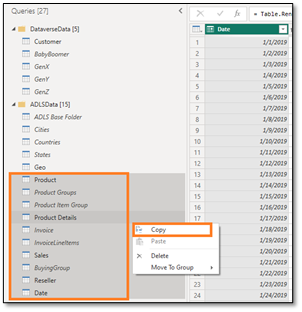 Queries [27]
DataverseData [5]
Customer
BabyBoomer
GenX
GenY
GenZ
ADLSData [15]
ADLS Base Folder
Cities
Countries
States
Geo
Product
Product Groups
Product Item Group
Product Details
Invoice
InvoiceLineItems
Sales
BuyingGroup
Reseller
Date
Copy
Paste
Delete
Move To Group
= Table.Ren
Date
1 1/1/2019
2 1/2/2019
3 1/3/2019
4 1/4/2019
5 1/5/2019
6 1/6/2019
7 1/7/2019
8 1/8/2019
9 1/9/2019
10 1/10/2019
11 1/11/2019
12 1/12/2019
13 1/13/2019
14 1/14/2019
15 1/15/2019
16 1/16/2019
17 1/17/2019
1/18/2019
1/19/2019
1/20/2019
1/21/2019
22 1/22/2019
23 1/23/2019
24 1/24/2019